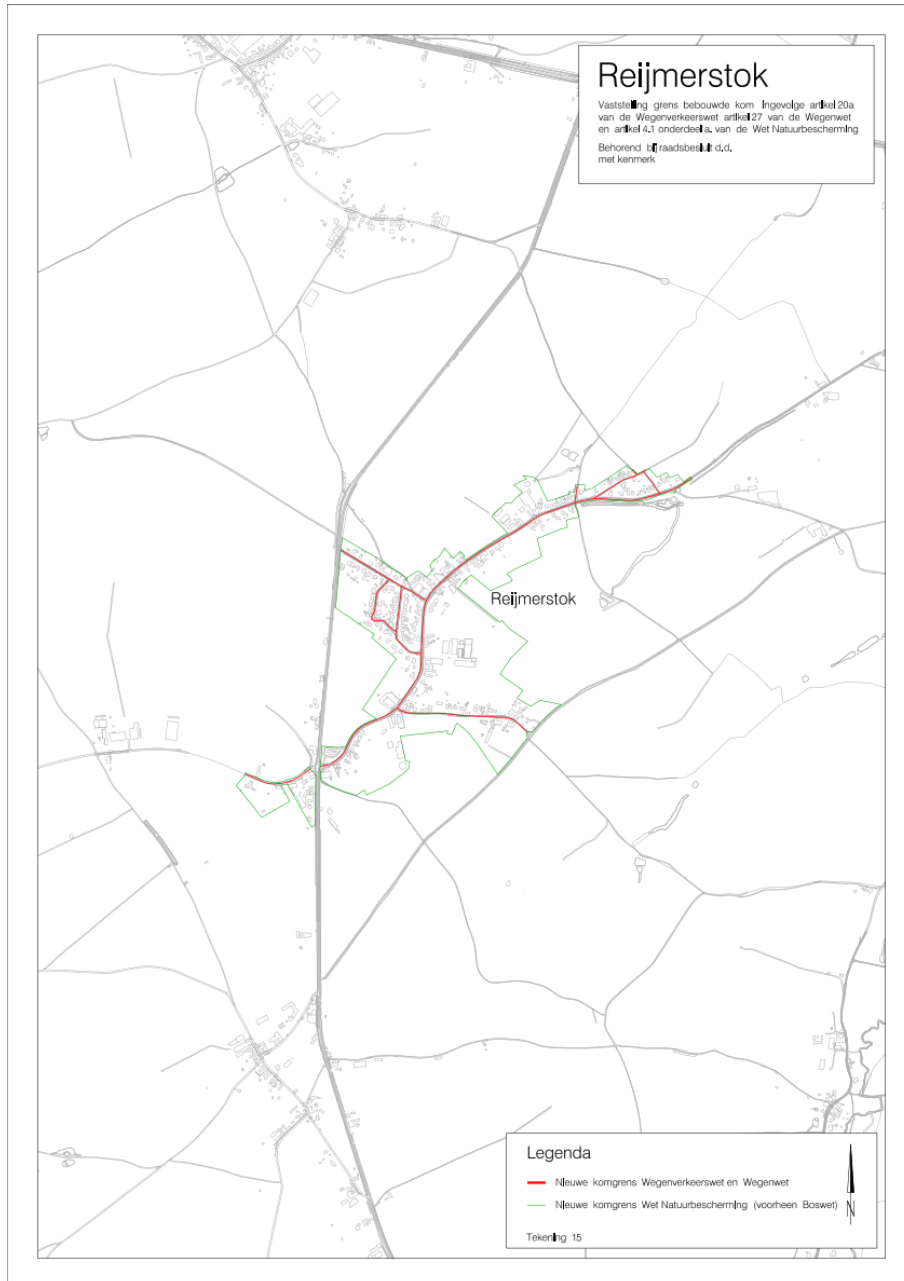 Reijmerstok
Vaststelling grens bebouwde kom Ingevolge artikel 20a
van de Wegenverkeerswet artikel 27 van de Wegenwet
en artikel 4.1 onderdeel a. van de Wet Natuurbescherming
Behorend bij raadsbesluit d.d.
met kenmerk
Reijmerstok
Legenda
Nieuwe komgrens Wegenverkeerswet en Wegenwet
Nieuwe komgrens Wet Natuurbescherming (voorheen Boswet)
N
Tekening 15